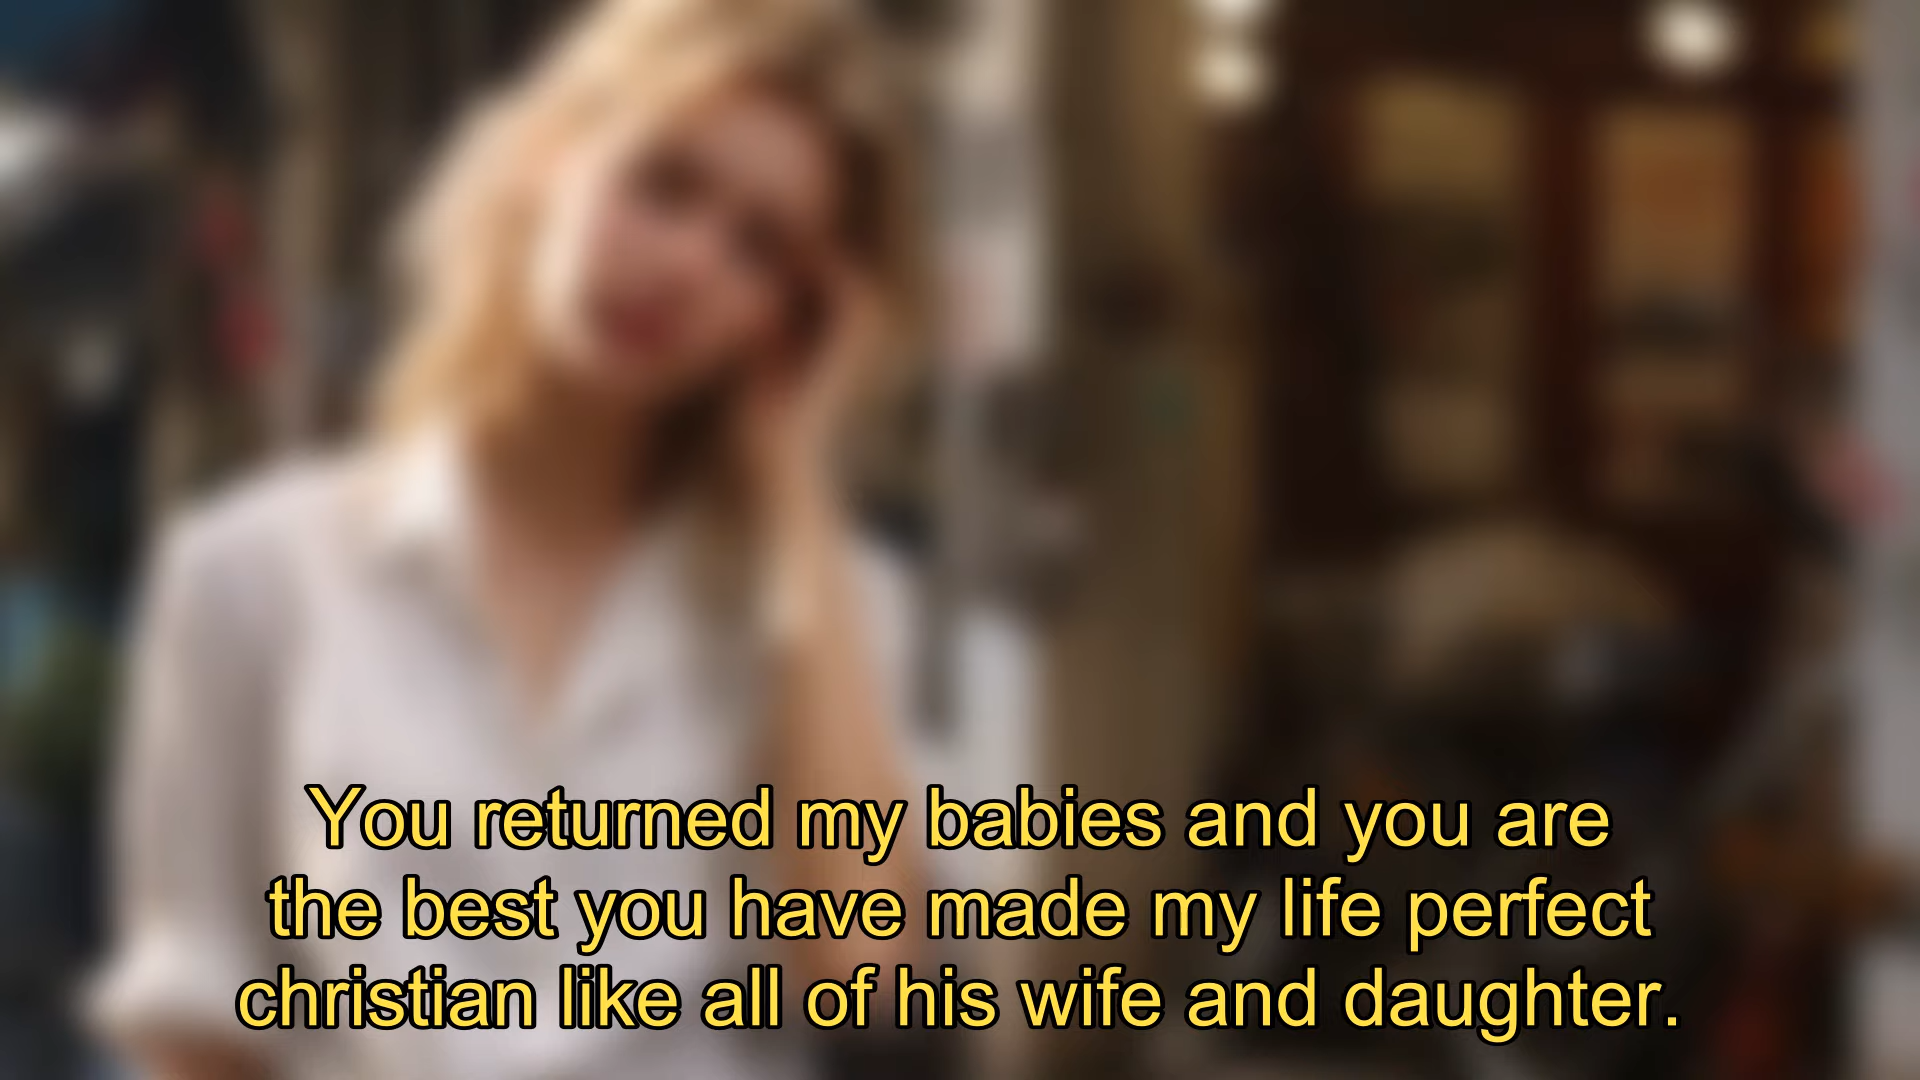 You returned my babies and you are
the best you have made my life perfect
christian like all of his wife and daughter.